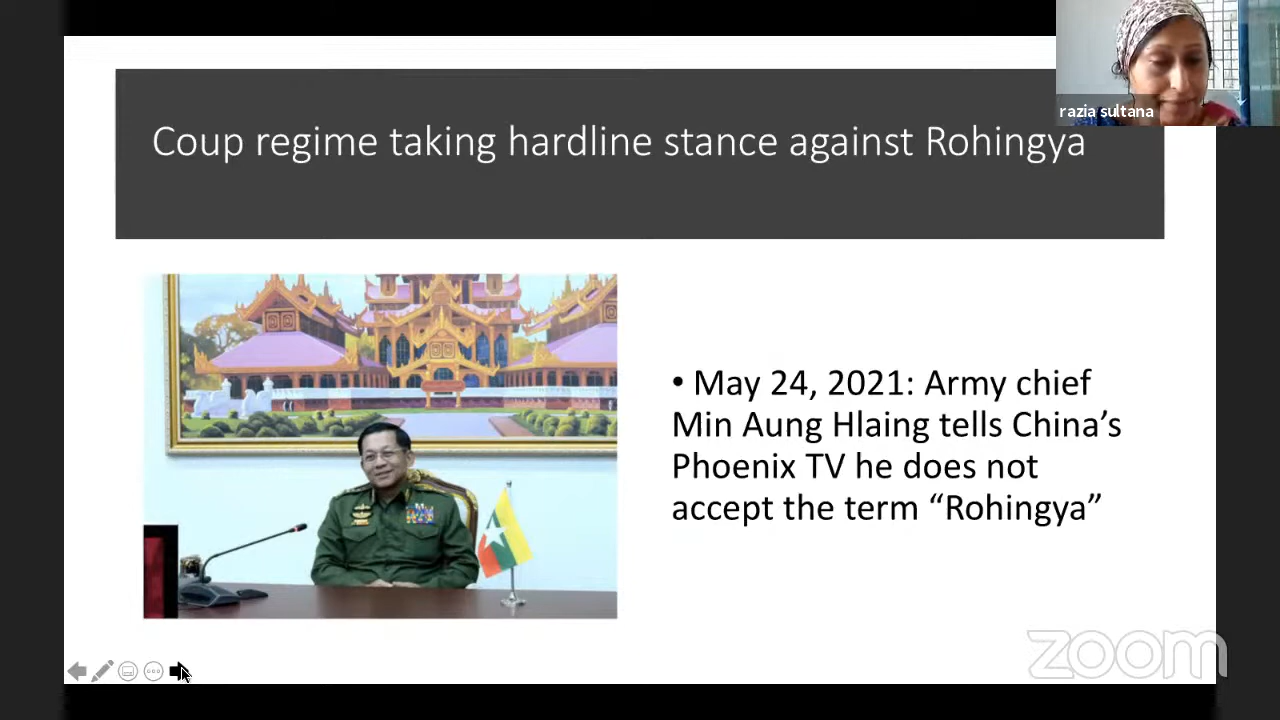 razia sultana
Coup regime taking hardline stance against Rohingya
• May 24, 2021: Army chief
Min Aung Hlaing tells China’s
Phoenix TV he does not
accept the term “Rohingya”
zoom